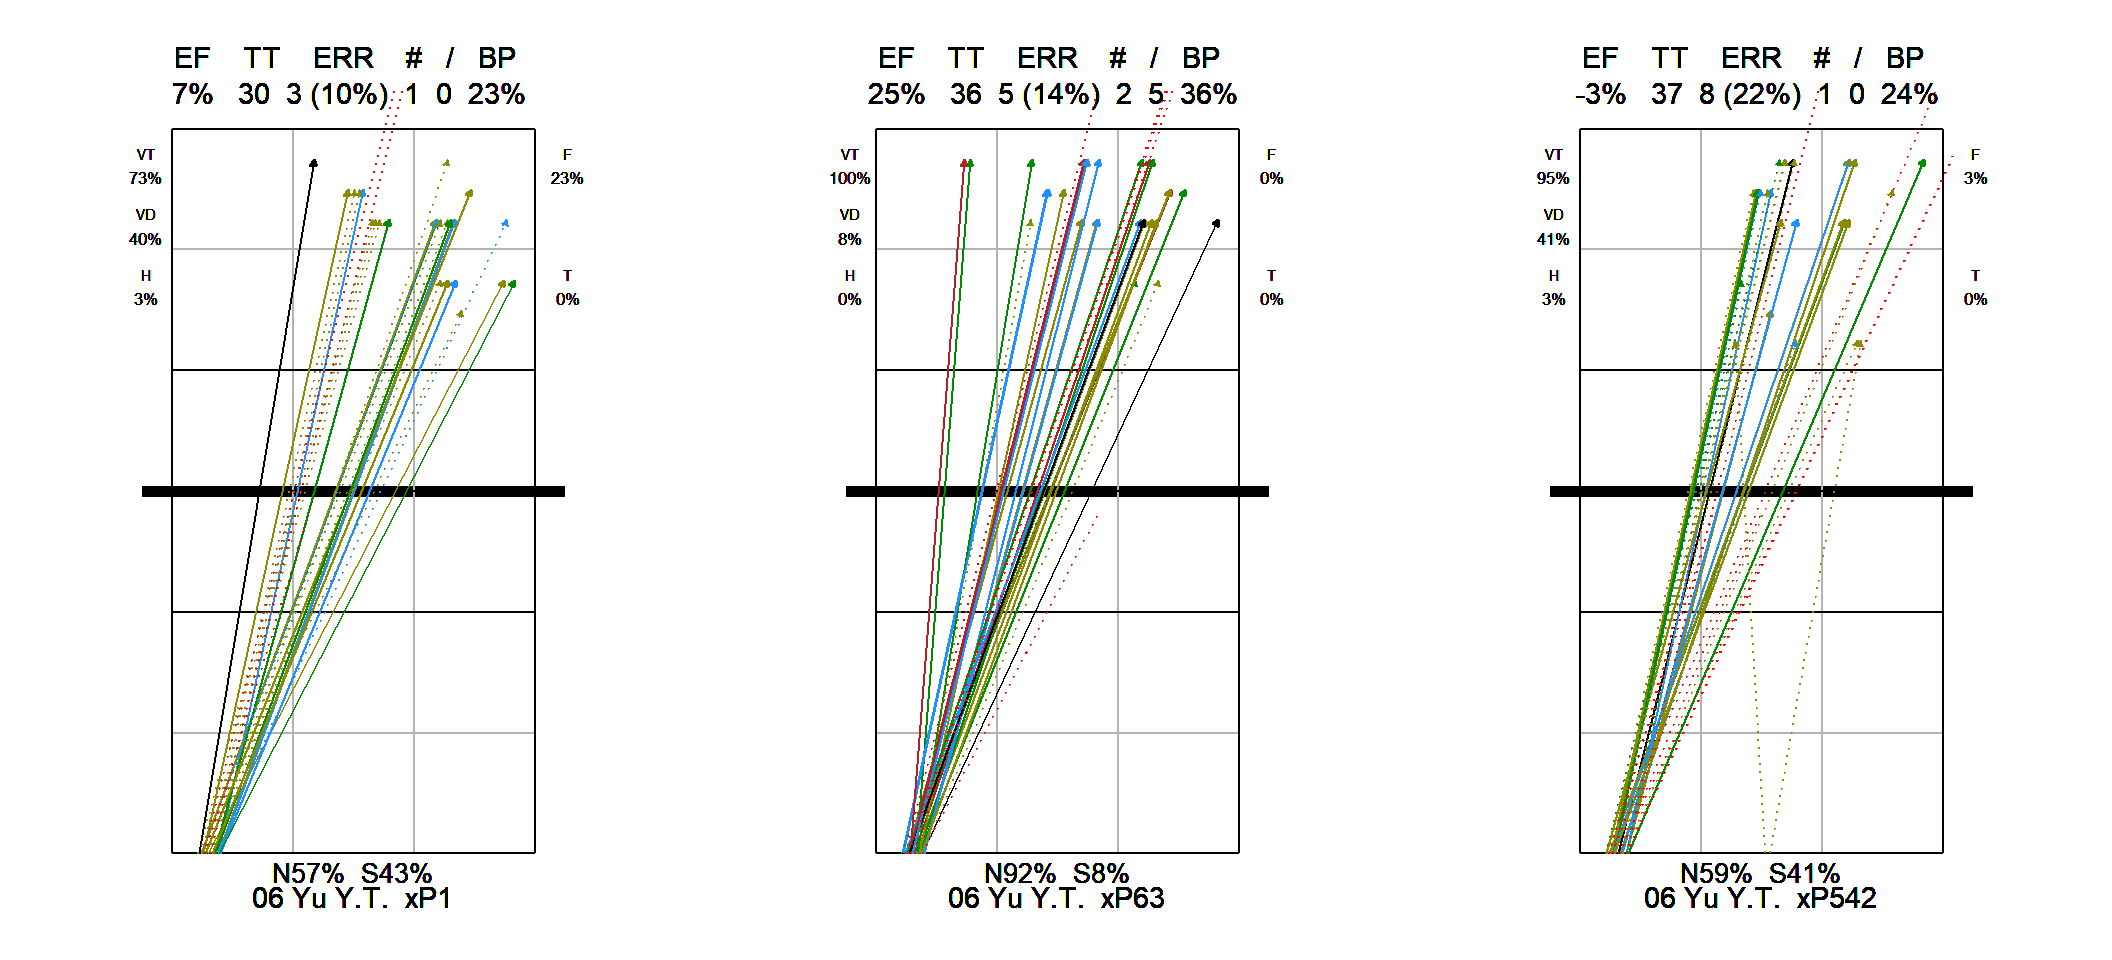 EF TT ERR # / BP
7% 30 3 (10%) 1 0 23%
VT
73%
F
23%
VD
40%
H
3%
T
0%
N57% S43%
06 Yu Y.T. xP1
EF TT ERR # / BP
25% 36 5 (14%) 2 5 36%
VT
100%
F
0%
VD
8%
H
0%
T
0%
N92% S8%
06 Yu Y.T. xP63
EF TT ERR # / BP
-3% 37 8 (22%) 1 0 24%
VT
95%
F
3%
VD
41%
H
3%
T
0%
N59% S41%
06 Yu Y.T. xP542